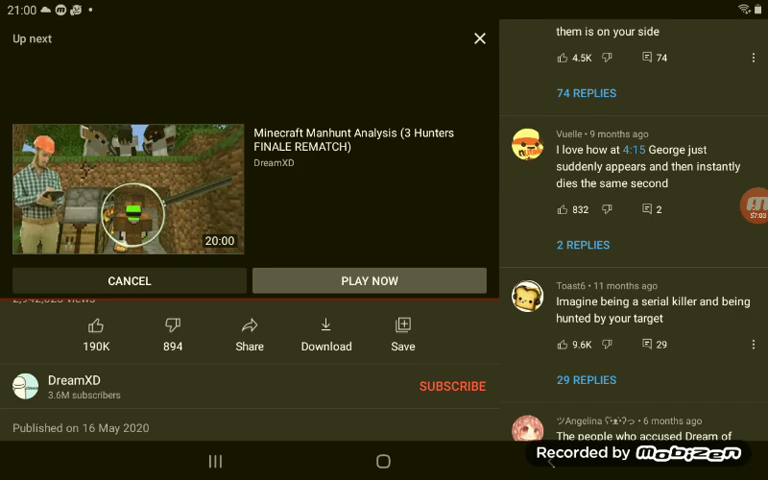 21:00
Up next
Minecraft Manhunt Analysis (3 Hunters
FINALE REMATCH)
DreamXD
20:00
CANCEL
PLAY NOW
views
190K
894
Share
Download
Save
DreamXD
3.6M subscribers
SUBSCRIBE
Published on 16 May 2020
them is on your side
4.5K
74
74 REPLIES
Vuelle • 9 months ago
I love how at 4:15 George just
suddenly appears and then instantly
dies the same second
832
2
2 REPLIES
Toast6 • 11 months ago
Imagine being a serial killer and being
hunted by your target
9.6K
29
29 REPLIES
Angelina
• 6 months ago
The people who accused Dream of
57:03
Recorded by mobizen